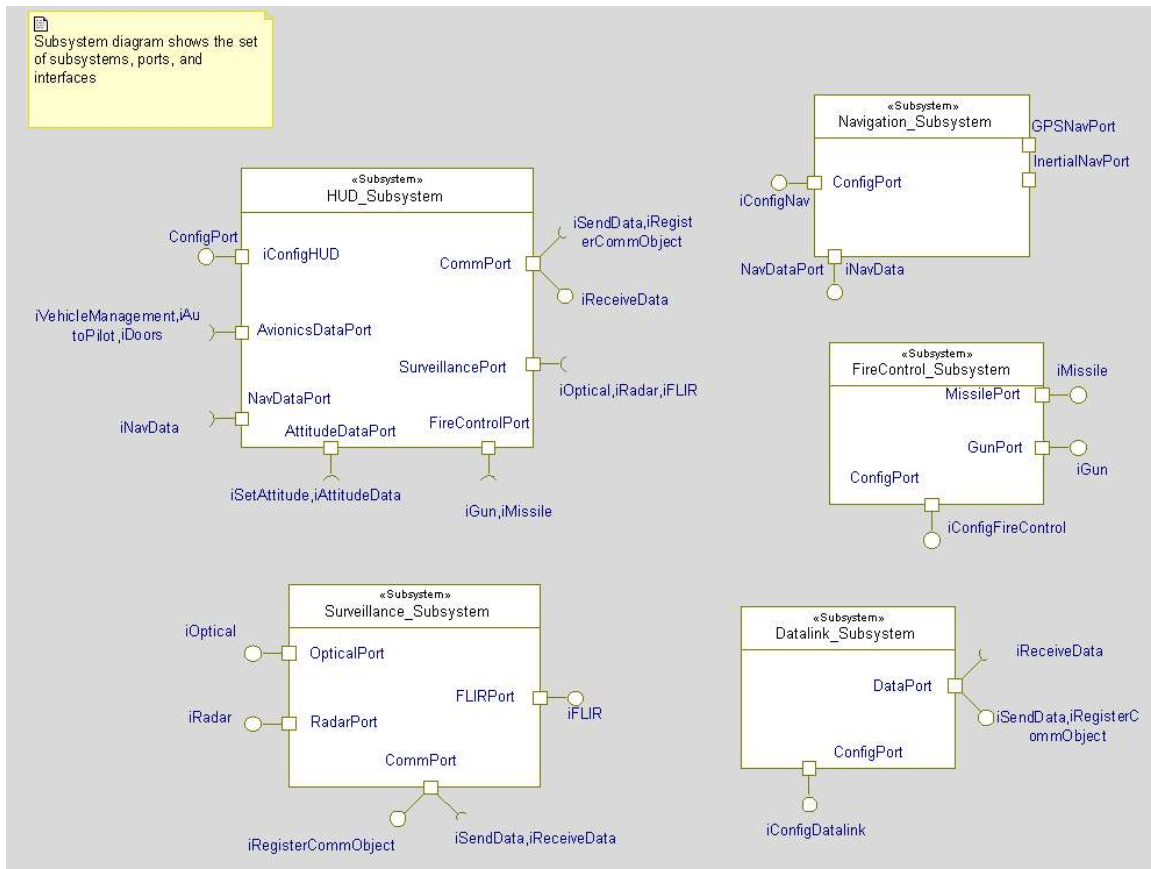 Subsystem diagram shows the set
of subsystems, ports, and
interfaces
«Subsystem»
Navigation_Subsystem
GPSNavPort
InertialNavPort
ConfigPort
iConfigNav
NavDataPort
iNavData
«Subsystem»
HUD_Subsystem
ConfigPort
iConfigHUD
CommPort
iSendData,iRegist
erCommObject
iReceiveData
iVehicleManagement,iAu
toPilot,iDoors
AvionicsDataPort
SurveillancePort
iOptical,iRadar,iFLIR
NavDataPort
iNavData
AttitudeDataPort
FireControlPort
iSetAttitude,iAttitudeData
iGun,iMissile
«Subsystem»
FireControl_Subsystem
iMissile
MissilePort
GunPort
iGun
ConfigPort
iConfigFireControl
«Subsystem»
Surveillance_Subsystem
iOptical
OpticalPort
FLIRPort
iFLIR
iRadar
RadarPort
CommPort
iRegisterCommObject
iSendData,iReceiveData
«Subsystem»
Datalink_Subsystem
iReceiveData
DataPort
iSendData,iRegisterC
ommObject
ConfigPort
iConfigDatalink